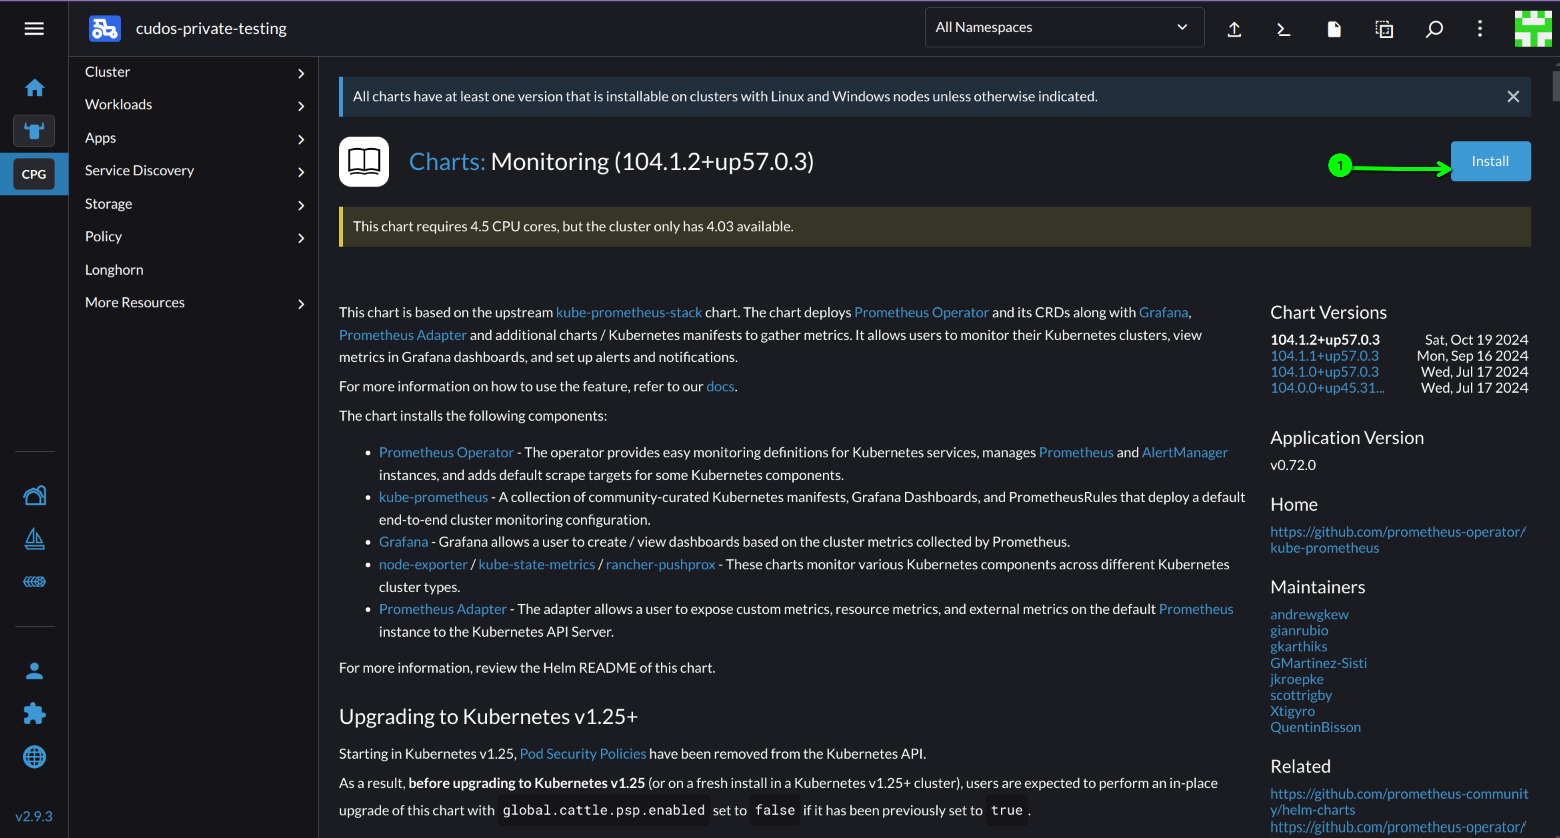 cudos-private-testing
All Namespaces
Cluster
Workloads
Apps
Service Discovery
Storage
Policy
Longhorn
More Resources
CPG
v2.9.3
All charts have at least one version that is installable on clusters with Linux and Windows nodes unless otherwise indicated.
Charts: Monitoring (104.1.2+up57.0.3)
1
Install
This chart requires 4.5 CPU cores, but the cluster only has 4.03 available.
This chart is based on the upstream kube-prometheus-stack chart. The chart deploys Prometheus Operator and its CRDs along with Grafana,
Prometheus Adapter and additional charts / Kubernetes manifests to gather metrics. It allows users to monitor their Kubernetes clusters, view
metrics in Grafana dashboards, and set up alerts and notifications.
For more information on how to use the feature, refer to our docs.
The chart installs the following components:
• Prometheus Operator - The operator provides easy monitoring definitions for Kubernetes services, manages Prometheus and AlertManager
instances, and adds default scrape targets for some Kubernetes components.
• kube-prometheus - A collection of community-curated Kubernetes manifests, Grafana Dashboards, and PrometheusRules that deploy a default
end-to-end cluster monitoring configuration.
• Grafana - Grafana allows a user to create / view dashboards based on the cluster metrics collected by Prometheus.
• node-exporter / kube-state-metrics / rancher-pushprox - These charts monitor various Kubernetes components across different Kubernetes
cluster types.
• Prometheus Adapter - The adapter allows a user to expose custom metrics, resource metrics, and external metrics on the default Prometheus
instance to the Kubernetes API Server.
For more information, review the Helm README of this chart.
Upgrading to Kubernetes v1.25+
Starting in Kubernetes v1.25, Pod Security Policies have been removed from the Kubernetes API.
As a result, before upgrading to Kubernetes v1.25 (or on a fresh install in a Kubernetes v1.25+ cluster), users are expected to perform an in-place
upgrade of this chart with global.cattle.psp.enabled set to false if it has been previously set to true .
Chart Versions
104.1.2+up57.0.3 Sat, Oct 19 2024
104.1.1+up57.0.3 Mon, Sep 16 2024
104.1.0+up57.0.3 Wed, Jul 17 2024
104.0.0+up45.31... Wed, Jul 17 2024
Application Version
v0.72.0
Home
https://github.com/prometheus-operator/
kube-prometheus
Maintainers
andrewgkew
gianrubio
gkarthiks
GMartinez-Sisti
jkroepke
scottrigby
Xtigyro
QuentinBisson
Related
https://github.com/prometheus-communit
y/helm-charts
https://github.com/prometheus-operator/